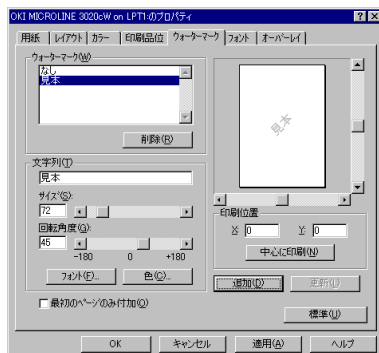 OKI MICROLINE 3020cW on LPT1:のプロパティ
用紙 レイアウト カラー 印刷品位 ウォーターマーク フォント オーバーレイ
ウォーターマーク(W)
なし
見本
削除(R)
文字列(T)
見本
サイズ(S):
72
回転角度(G):
45
-180 0 +180
フォント(F)... 色(C)...
最初のページのみ付加(O)
見本
印刷位置
X: 0 Y: 0
中心に印刷(N)
追加(D) 更新(I)
標準(U)
OK キャンセル 適用(A) ヘルプ